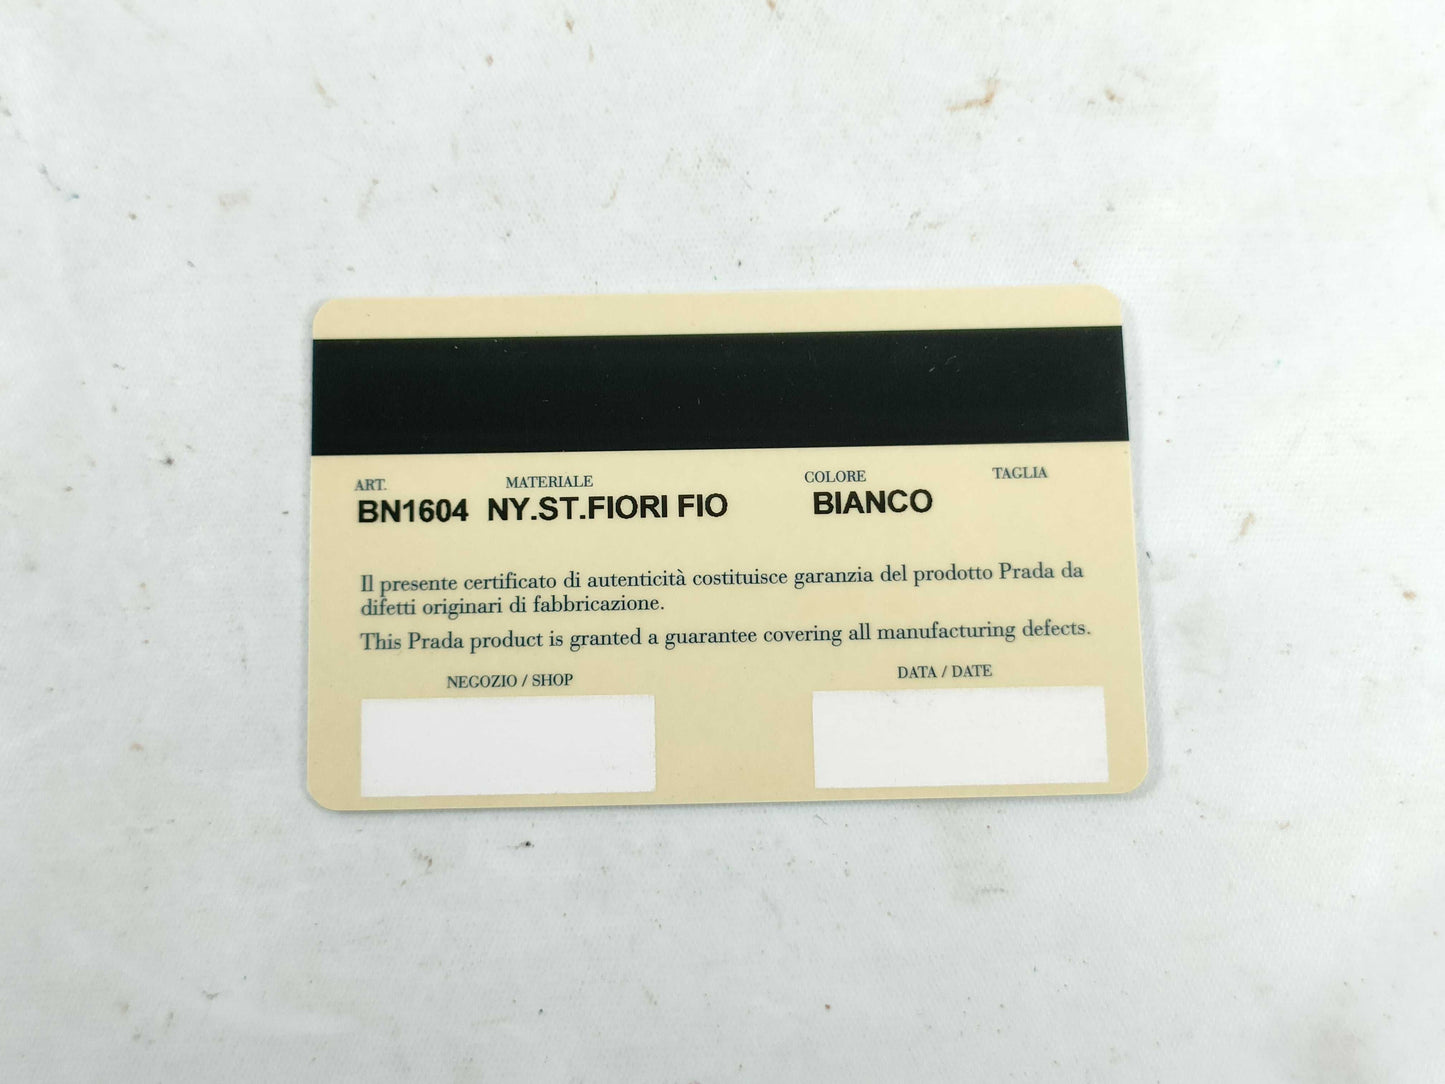 ART. MATERIALE COLORE TAGLIA
BN1604 NY.ST.FIORI FIO BIANCO
Il presente certificato di autenticità costituisce garanzia del prodotto Prada da
difetti originari di fabbricazione.
This Prada product is granted a guarantee covering all manufacturing defects.
NEGOZIO / SHOP DATA / DATE